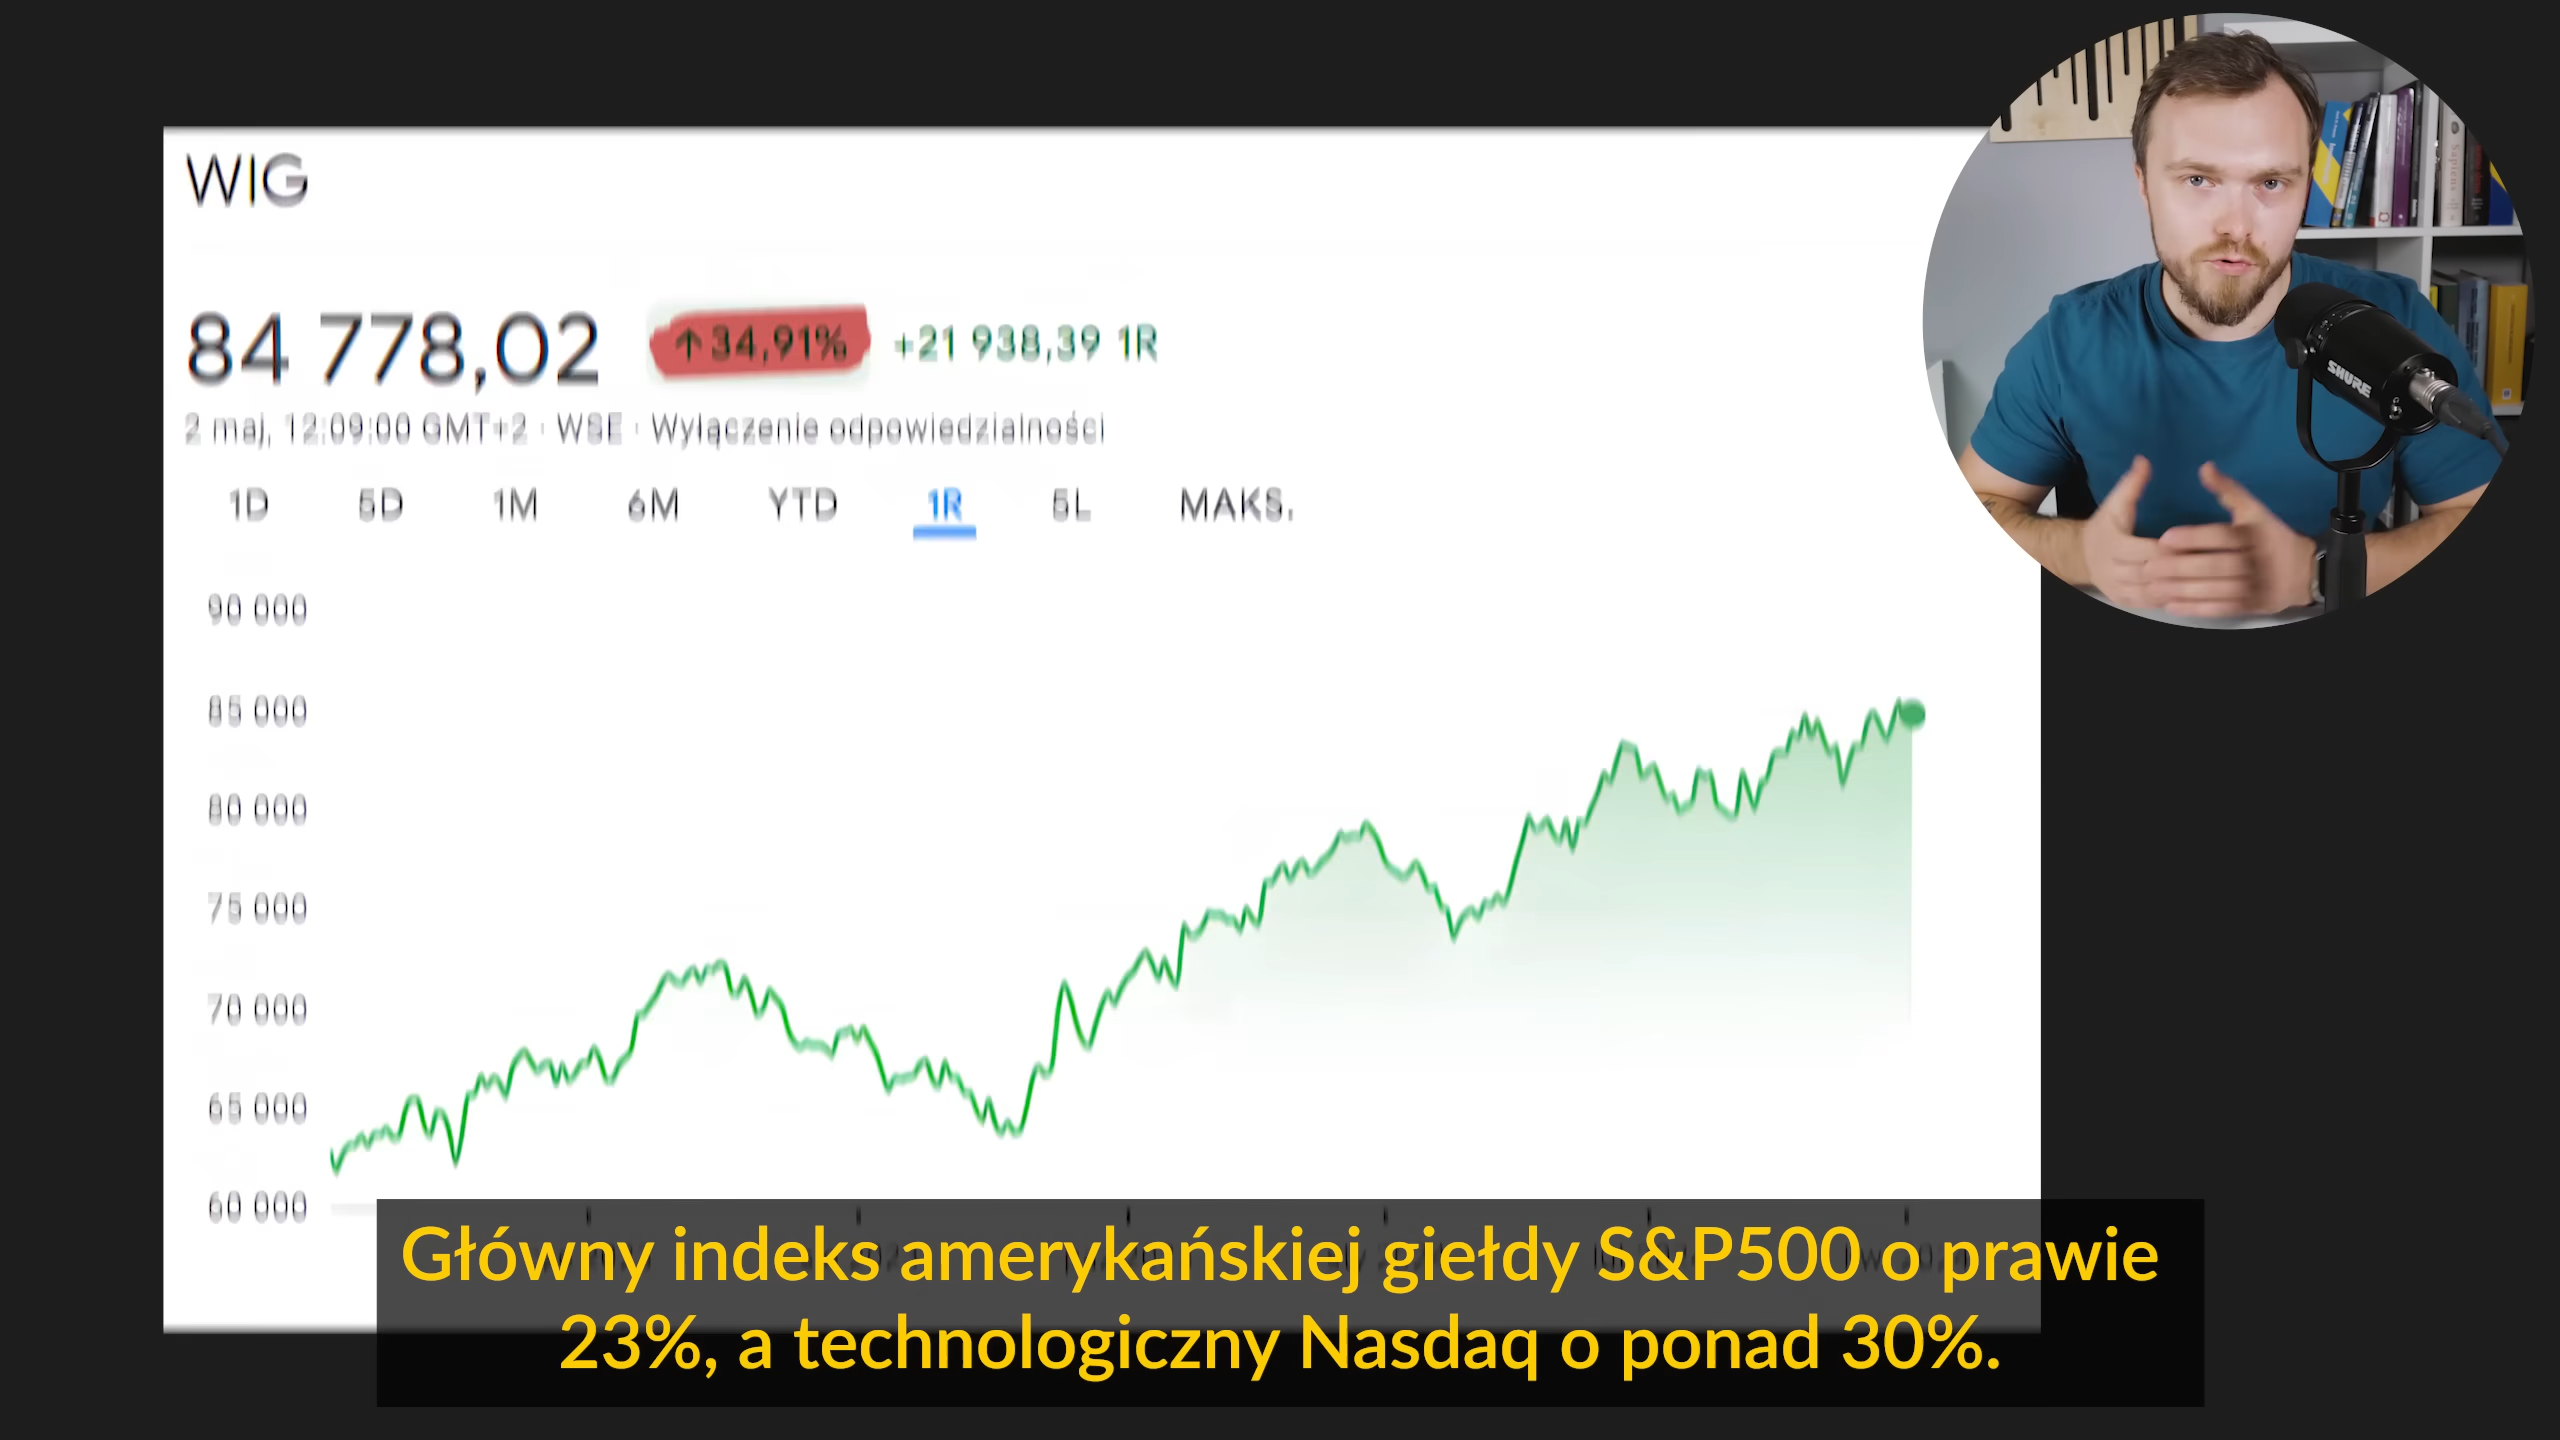 WIG
84 778,02 ↑ 34,91% +21 938,39 1R
2 maj, 12:09:00 GMT+2 · WSE · Wyłączenie odpowiedzialności
1D 5D 1M 6M YTD 1R 5L MAKS.
90 000
85 000
80 000
75 000
70 000
65 000
60 000
SHURE
Sapiens
Główny indeks amerykańskiej giełdy S&P500 o prawie
23%, a technologiczny Nasdaq o ponad 30%.